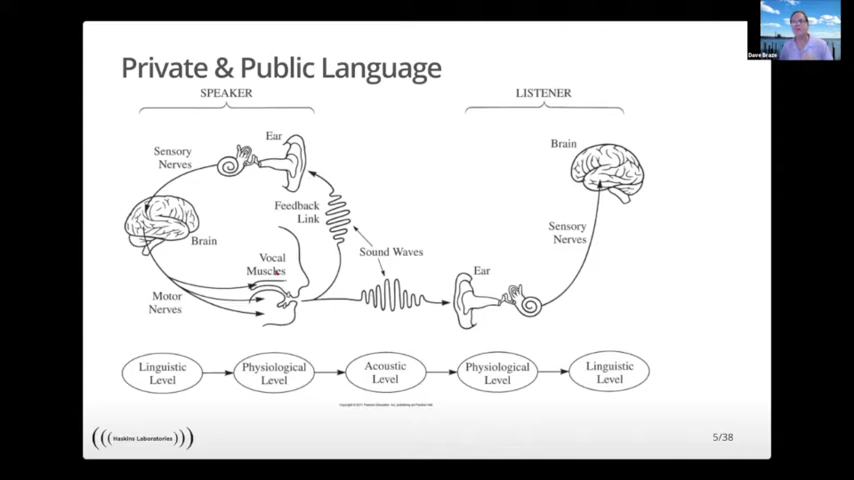 Private & Public Language
SPEAKER
LISTENER
Ear
Sensory
Nerves
Brain
Feedback
Link
Sensory
Nerves
Brain
Vocal
Muscles
Sound Waves
Ear
Motor
Nerves
Linguistic
Level
Physiological
Level
Acoustic
Level
Physiological
Level
Linguistic
Level
Haskins Laboratories
5/38
Dave Braze